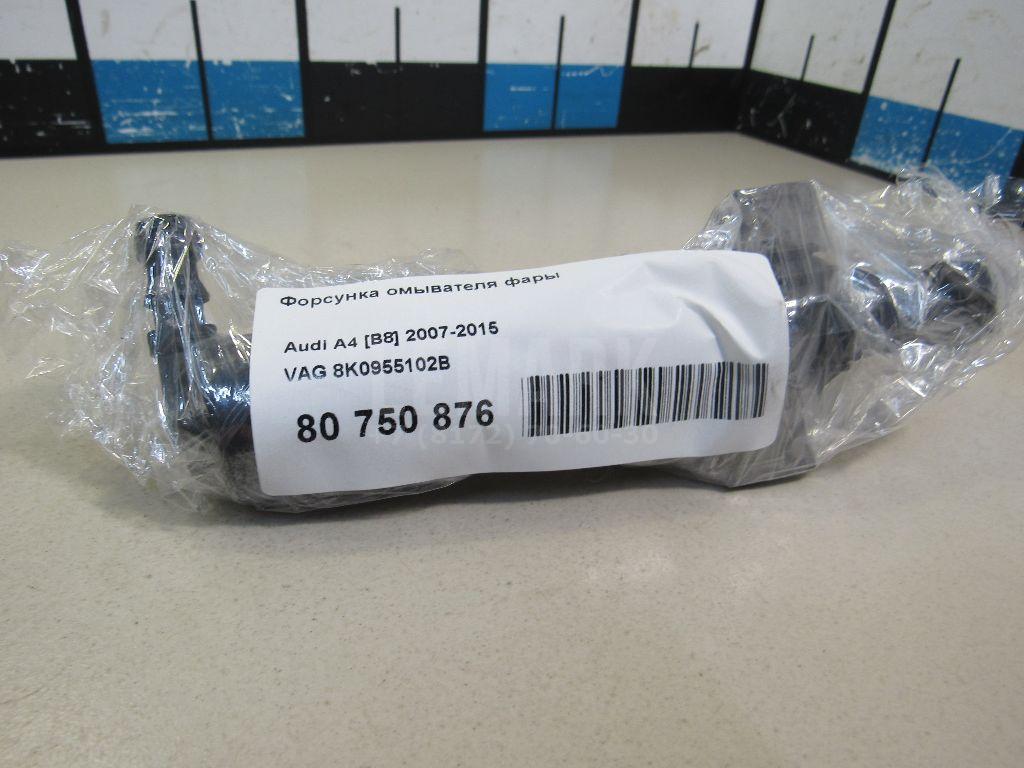 Форсунка омывателя фары
Audi A4 [B8] 2007-2015
VAG 8K0955102B
80 750 876